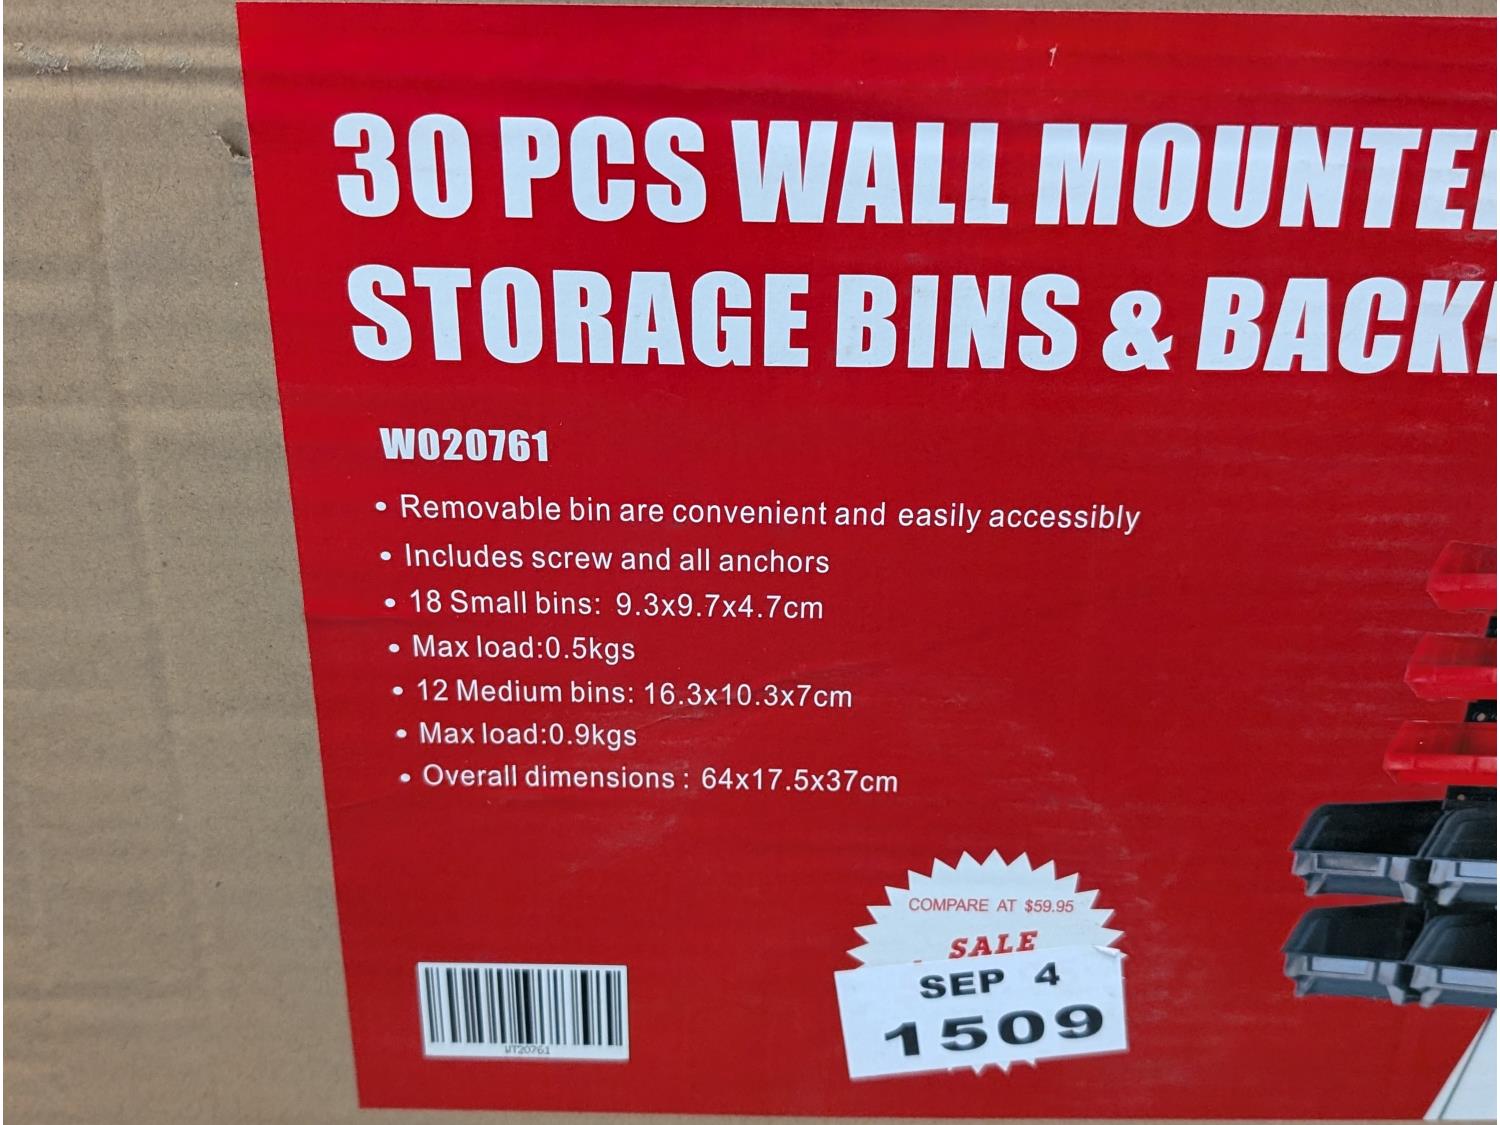 30 PCS WALL MOUNTE
STORAGE BINS & BACK
W020761
• Removable bin are convenient and easily accessibly
• Includes screw and all anchors
• 18 Small bins: 9.3x9.7x4.7cm
• Max load:0.5kgs
• 12 Medium bins: 16.3x10.3x7cm
• Max load:0.9kgs
• Overall dimensions : 64x17.5x37cm
COMPARE AT $59.95
SALE
SEP 4
1509
WT20761